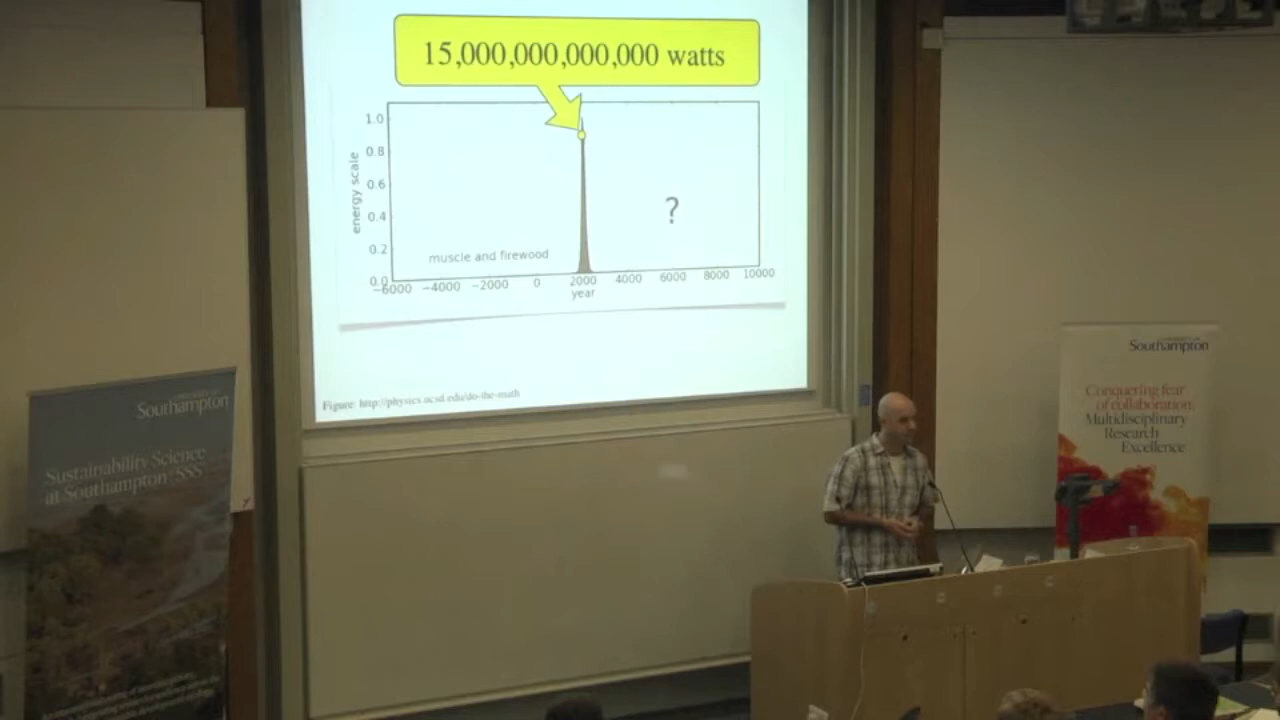 15,000,000,000,000 watts
1.0
0.8
0.6
0.4
0.2
0.0
energy scale
?
muscle and firewood
−6000 −4000 −2000 0 2000 4000 6000 8000 10000
year
Figure: http://physics.ucsd.edu/do-the-math
Southampton
Sustainability Science
at Southampton SSS
Southampton
Conquering fear
of collaboration.
Multidisciplinary
Research
Excellence